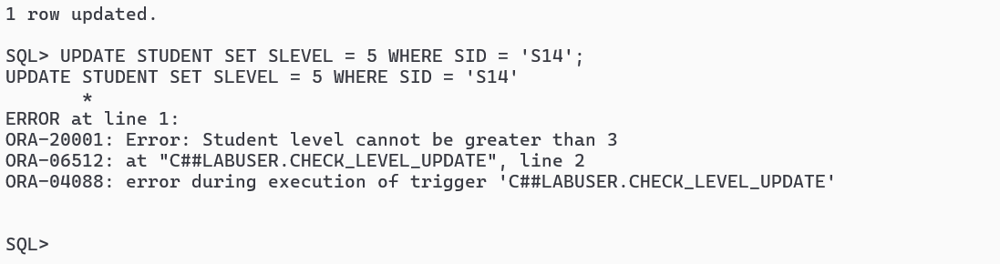 1 row updated.
SQL> UPDATE STUDENT SET SLEVEL = 5 WHERE SID = 'S14';
UPDATE STUDENT SET SLEVEL = 5 WHERE SID = 'S14'
*
ERROR at line 1:
ORA-20001: Error: Student level cannot be greater than 3
ORA-06512: at "C##LABUSER.CHECK_LEVEL_UPDATE", line 2
ORA-04088: error during execution of trigger 'C##LABUSER.CHECK_LEVEL_UPDATE'
SQL>